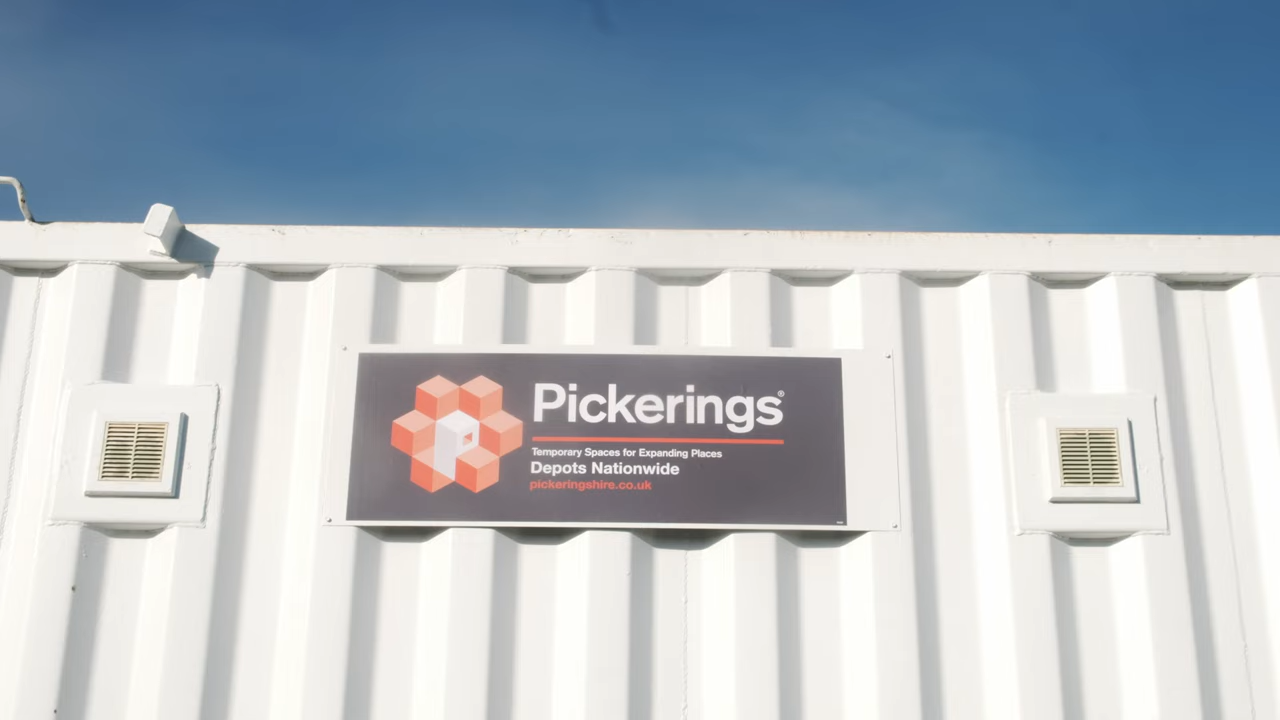 Pickerings®
Temporary Spaces for Expanding Places
Depots Nationwide
pickeringshire.co.uk